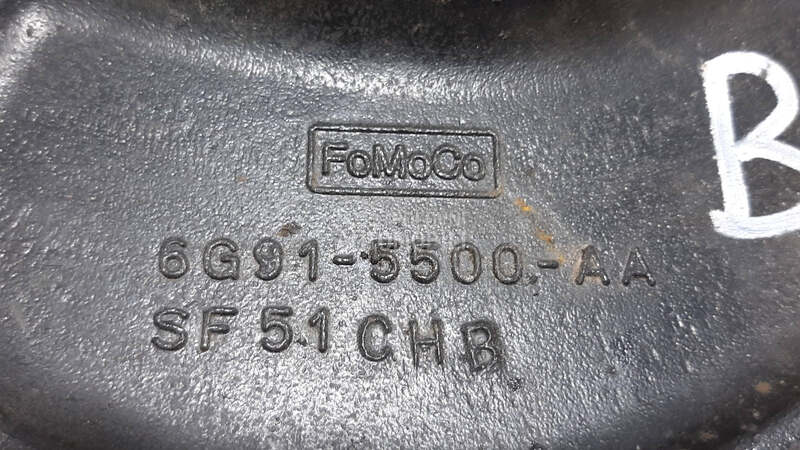 FoMoCo
B
6G91-5500-AA
SF51CHB